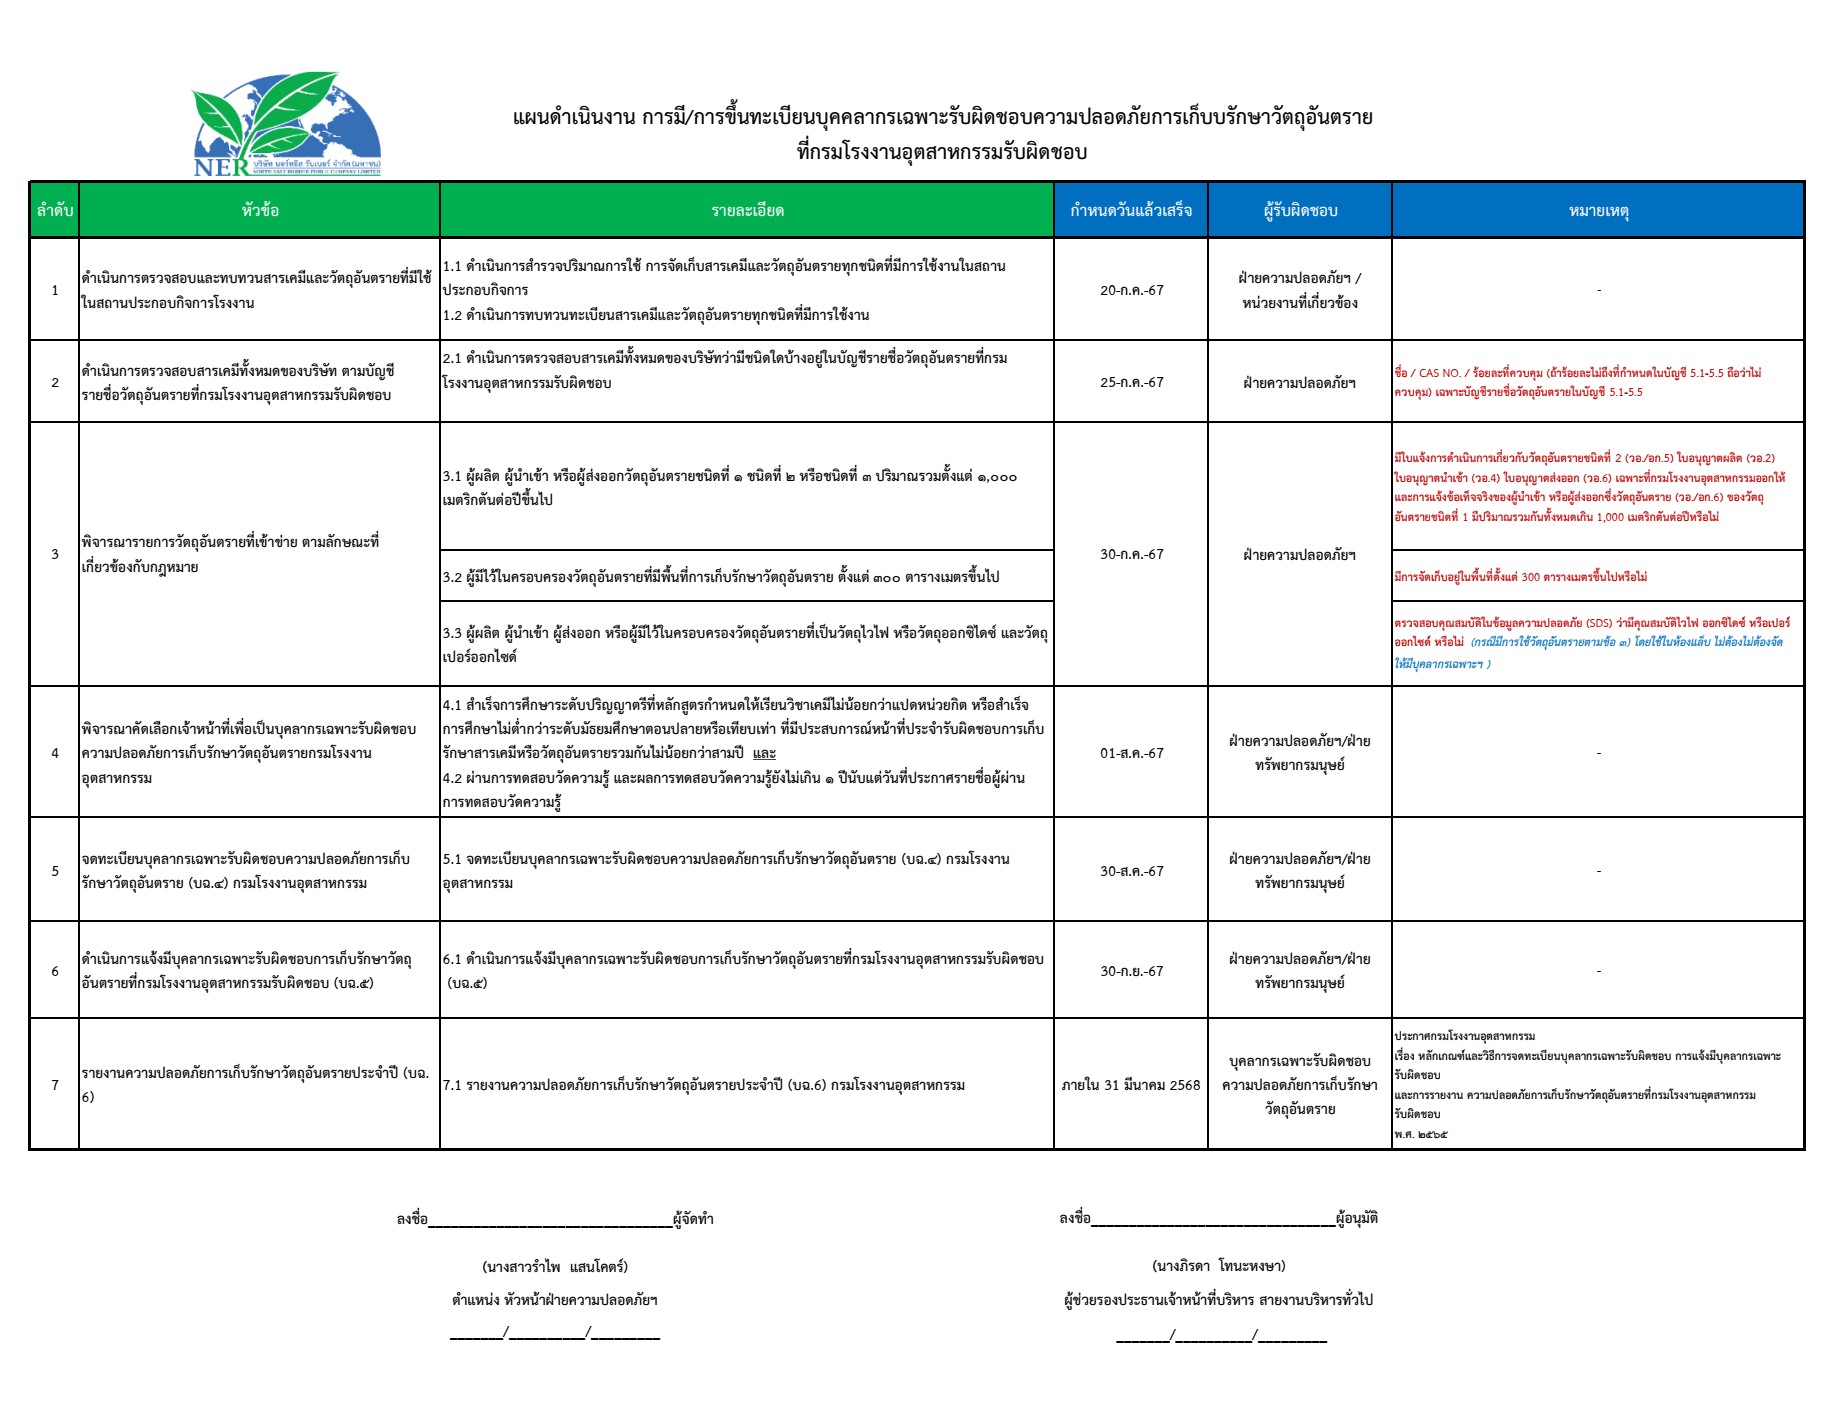 แผนดำเนินงาน การมี/การขึ้นทะเบียนบุคคลากรเฉพาะรับผิดชอบความปลอดภัยการเก็บบรักษาวัตถุอันตราย
ที่กรมโรงงานอุตสาหกรรมรับผิดชอบ
NER บริษัท นอร์ทอีส รับเบอร์ จำกัด (มหาชน)
NORTH EAST RUBBER PUBLIC COMPANY LIMITED
ลำดับ หัวข้อ รายละเอียด กำหนดวันแล้วเสร็จ ผู้รับผิดชอบ หมายเหตุ
1
ดำเนินการตรวจสอบและทบทวนสารเคมีและวัตถุอันตรายที่มีใช้
ในสถานประกอบกิจการโรงงาน
1.1 ดำเนินการสำรวจปริมาณการใช้ การจัดเก็บสารเคมีและวัตถุอันตรายทุกชนิดที่มีการใช้งานในสถาน
ประกอบกิจการ
1.2 ดำเนินการทบทวนทะเบียนสารเคมีและวัตถุอันตรายทุกชนิดที่มีการใช้งาน
20-ก.ค.-67
ฝ่ายความปลอดภัยฯ /
หน่วยงานที่เกี่ยวข้อง
-
2
ดำเนินการตรวจสอบสารเคมีทั้งหมดของบริษัท ตามบัญชี
รายชื่อวัตถุอันตรายที่กรมโรงงานอุตสาหกรรมรับผิดชอบ
2.1 ดำเนินการตรวจสอบสารเคมีทั้งหมดของบริษัทว่ามีชนิดใดบ้างอยู่ในบัญชีรายชื่อวัตถุอันตรายที่กรม
โรงงานอุตสาหกรรมรับผิดชอบ
25-ก.ค.-67
ฝ่ายความปลอดภัยฯ
ชื่อ / CAS NO. / ร้อยละที่ควบคุม (ถ้าร้อยละไม่ถึงที่กำหนดในบัญชี 5.1-5.5 ถือว่าไม่
ควบคุม) เฉพาะบัญชีรายชื่อวัตถุอันตรายในบัญชี 5.1-5.5
3
พิจารณารายการวัตถุอันตรายที่เข้าข่าย ตามลักษณะที่
เกี่ยวข้องกับกฎหมาย
3.1 ผู้ผลิต ผู้นำเข้า หรือผู้ส่งออกวัตถุอันตรายชนิดที่ ๑ ชนิดที่ ๒ หรือชนิดที่ ๓ ปริมาณรวมตั้งแต่ ๑,๐๐๐
เมตริกตันต่อปีขึ้นไป
30-ก.ค.-67
ฝ่ายความปลอดภัยฯ
มีใบแจ้งการดำเนินการเกี่ยวกับวัตถุอันตรายชนิดที่ 2 (วอ./อก.5) ใบอนุญาตผลิต (วอ.2)
ใบอนุญาตนำเข้า (วอ.4) ใบอนุญาตส่งออก (วอ.6) เฉพาะที่กรมโรงงานอุตสาหกรรมออกให้
และการแจ้งข้อเท็จจริงของผู้นำเข้า หรือผู้ส่งออกซึ่งวัตถุอันตราย (วอ./อก.6) ของวัตถุ
อันตรายชนิดที่ 1 มีปริมาณรวมกันทั้งหมดเกิน 1,000 เมตริกตันต่อปีหรือไม่
3.2 ผู้มีไว้ในครอบครองวัตถุอันตรายที่มีพื้นที่การเก็บรักษาวัตถุอันตราย ตั้งแต่ ๓๐๐ ตารางเมตรขึ้นไป
มีการจัดเก็บอยู่ในพื้นที่ตั้งแต่ 300 ตารางเมตรขึ้นไปหรือไม่
3.3 ผู้ผลิต ผู้นำเข้า ผู้ส่งออก หรือผู้มีไว้ในครอบครองวัตถุอันตรายที่เป็นวัตถุไวไฟ หรือวัตถุออกซิไดซ์ และวัตถุ
เปอร์ออกไซด์
ตรวจสอบคุณสมบัติในข้อมูลความปลอดภัย (SDS) ว่ามีคุณสมบัติไวไฟ ออกซิไดซ์ หรือเปอร์
ออกไซด์ หรือไม่ (กรณีมีการใช้วัตถุอันตรายตามข้อ ๓) โดยใช้ในห้องแล็บ ไม่ต้องไม่ต้องจัด
ให้มีบุคลากรเฉพาะฯ )
4
พิจารณาคัดเลือกเจ้าหน้าที่เพื่อเป็นบุคลากรเฉพาะรับผิดชอบ
ความปลอดภัยการเก็บรักษาวัตถุอันตรายกรมโรงงาน
อุตสาหกรรม
4.1 สำเร็จการศึกษาระดับปริญญาตรีที่หลักสูตรกำหนดให้เรียนวิชาเคมีไม่น้อยกว่าแปดหน่วยกิต หรือสำเร็จ
การศึกษาไม่ต่ำกว่าระดับมัธยมศึกษาตอนปลายหรือเทียบเท่า ที่มีประสบการณ์หน้าที่ประจำรับผิดชอบการเก็บ
รักษาสารเคมีหรือวัตถุอันตรายรวมกันไม่น้อยกว่าสามปี และ
4.2 ผ่านการทดสอบวัดความรู้ และผลการทดสอบวัดความรู้ยังไม่เกิน ๑ ปีนับแต่วันที่ประกาศรายชื่อผู้ผ่าน
การทดสอบวัดความรู้
01-ส.ค.-67
ฝ่ายความปลอดภัยฯ/ฝ่าย
ทรัพยากรมนุษย์
-
5
จดทะเบียนบุคลากรเฉพาะรับผิดชอบความปลอดภัยการเก็บ
รักษาวัตถุอันตราย (บฉ.๔) กรมโรงงานอุตสาหกรรม
5.1 จดทะเบียนบุคลากรเฉพาะรับผิดชอบความปลอดภัยการเก็บรักษาวัตถุอันตราย (บฉ.๔) กรมโรงงาน
อุตสาหกรรม
30-ส.ค.-67
ฝ่ายความปลอดภัยฯ/ฝ่าย
ทรัพยากรมนุษย์
-
6
ดำเนินการแจ้งมีบุคลากรเฉพาะรับผิดชอบการเก็บรักษาวัตถุ
อันตรายที่กรมโรงงานอุตสาหกรรมรับผิดชอบ (บฉ.๕)
6.1 ดำเนินการแจ้งมีบุคลากรเฉพาะรับผิดชอบการเก็บรักษาวัตถุอันตรายที่กรมโรงงานอุตสาหกรรมรับผิดชอบ
(บฉ.๕)
30-ก.ย.-67
ฝ่ายความปลอดภัยฯ/ฝ่าย
ทรัพยากรมนุษย์
-
7
รายงานความปลอดภัยการเก็บรักษาวัตถุอันตรายประจำปี (บฉ.
6)
7.1 รายงานความปลอดภัยการเก็บรักษาวัตถุอันตรายประจำปี (บฉ.6) กรมโรงงานอุตสาหกรรม
ภายใน 31 มีนาคม 2568
บุคลากรเฉพาะรับผิดชอบ
ความปลอดภัยการเก็บรักษา
วัตถุอันตราย
ประกาศกรมโรงงานอุตสาหกรรม
เรื่อง หลักเกณฑ์และวิธีการจดทะเบียนบุคลากรเฉพาะรับผิดชอบ การแจ้งมีบุคลากรเฉพาะ
รับผิดชอบ
และการรายงาน ความปลอดภัยการเก็บรักษาวัตถุอันตรายที่กรมโรงงานอุตสาหกรรม
รับผิดชอบ
พ.ศ. ๒๕๖๕
ลงชื่อ________________________________ผู้จัดทำ
(นางสาวรำไพ แสนโคตร์)
ตำแหน่ง หัวหน้าฝ่ายความปลอดภัยฯ
_______/__________/_________
ลงชื่อ________________________________ผู้อนุมัติ
(นางภิรดา โทนะหงษา)
ผู้ช่วยรองประธานเจ้าหน้าที่บริหาร สายงานบริหารทั่วไป
_______/__________/_________